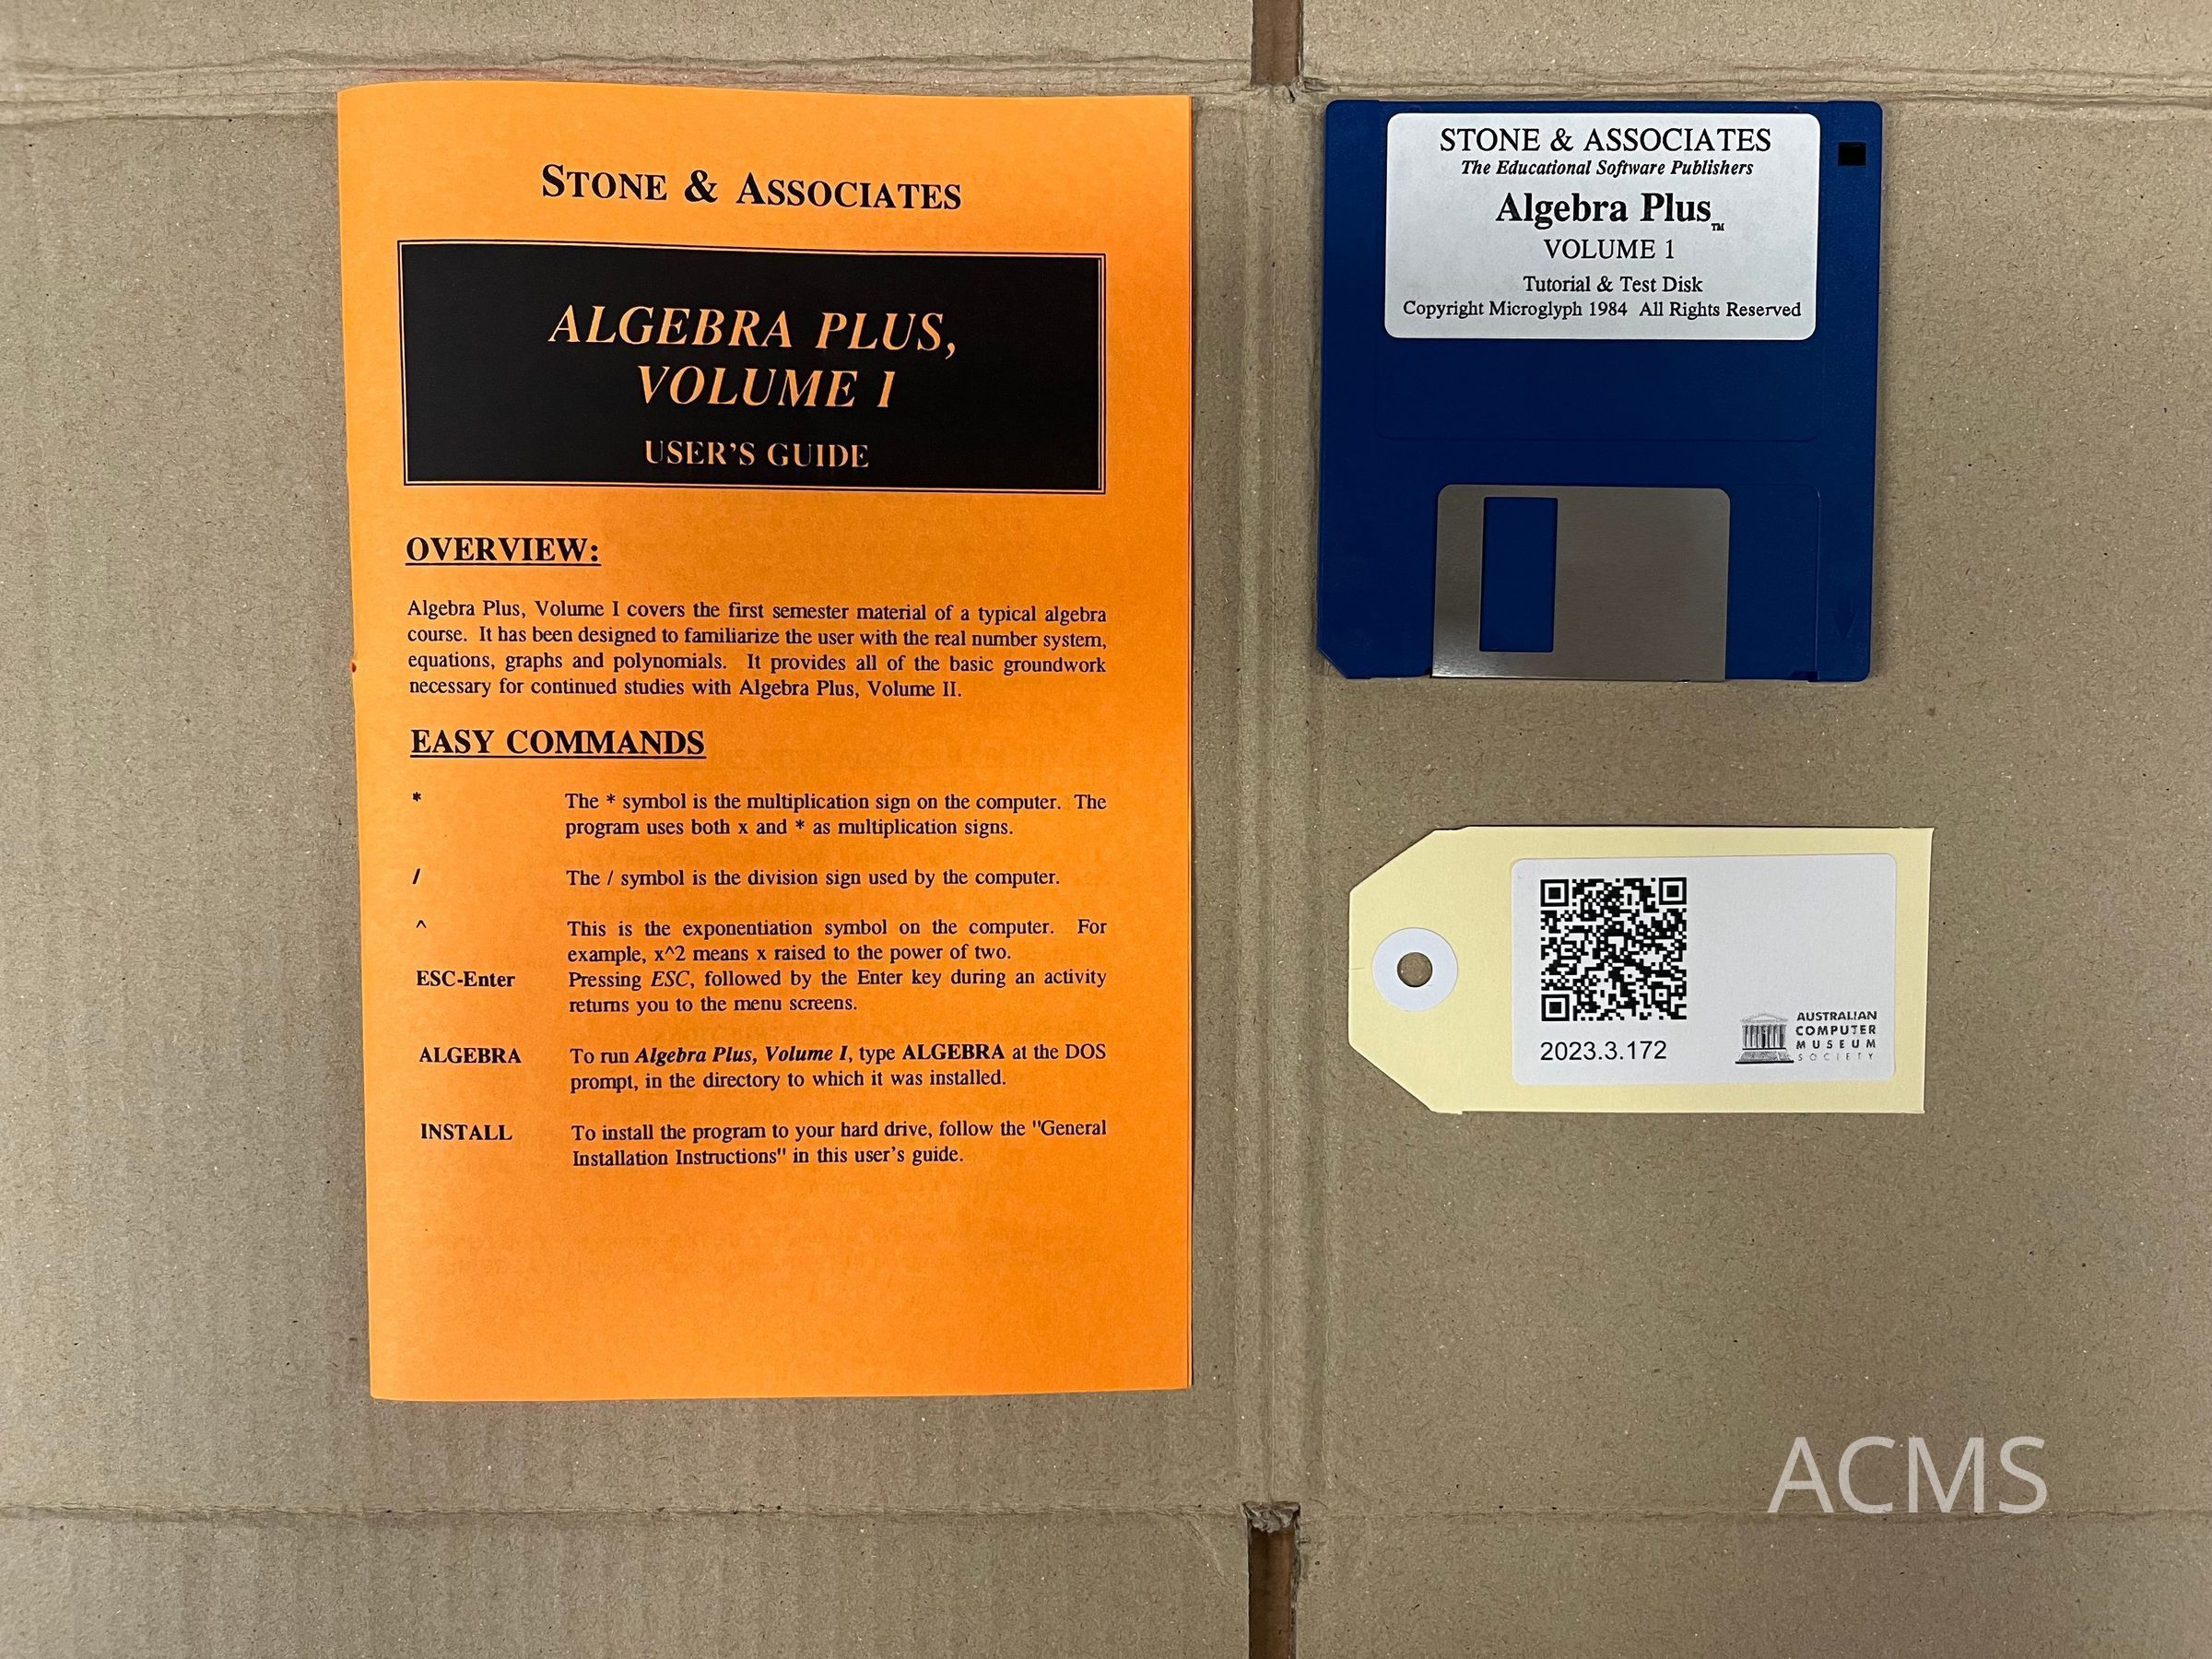 STONE & ASSOCIATES
ALGEBRA PLUS,
VOLUME I
USER'S GUIDE
OVERVIEW:
Algebra Plus, Volume I covers the first semester material of a typical algebra
course. It has been designed to familiarize the user with the real number system,
equations, graphs and polynomials. It provides all of the basic groundwork
necessary for continued studies with Algebra Plus, Volume II.
EASY COMMANDS
* The * symbol is the multiplication sign on the computer. The
program uses both x and * as multiplication signs.
/ The / symbol is the division sign used by the computer.
^ This is the exponentiation symbol on the computer. For
example, x^2 means x raised to the power of two.
ESC-Enter Pressing ESC, followed by the Enter key during an activity
returns you to the menu screens.
ALGEBRA To run Algebra Plus, Volume I, type ALGEBRA at the DOS
prompt, in the directory to which it was installed.
INSTALL To install the program to your hard drive, follow the "General
Installation Instructions" in this user's guide.
STONE & ASSOCIATES
The Educational Software Publishers
Algebra Plus™
VOLUME 1
Tutorial & Test Disk
Copyright Microglyph 1984 All Rights Reserved
2023.3.172
AUSTRALIAN
COMPUTER
MUSEUM
SOCIETY
ACMS